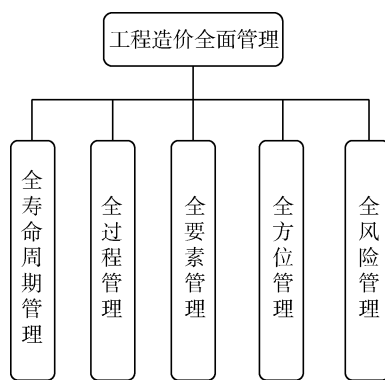 工程造价全面管理
全寿命周期管理
全过程管理
全要素管理
全方位管理
全风险管理